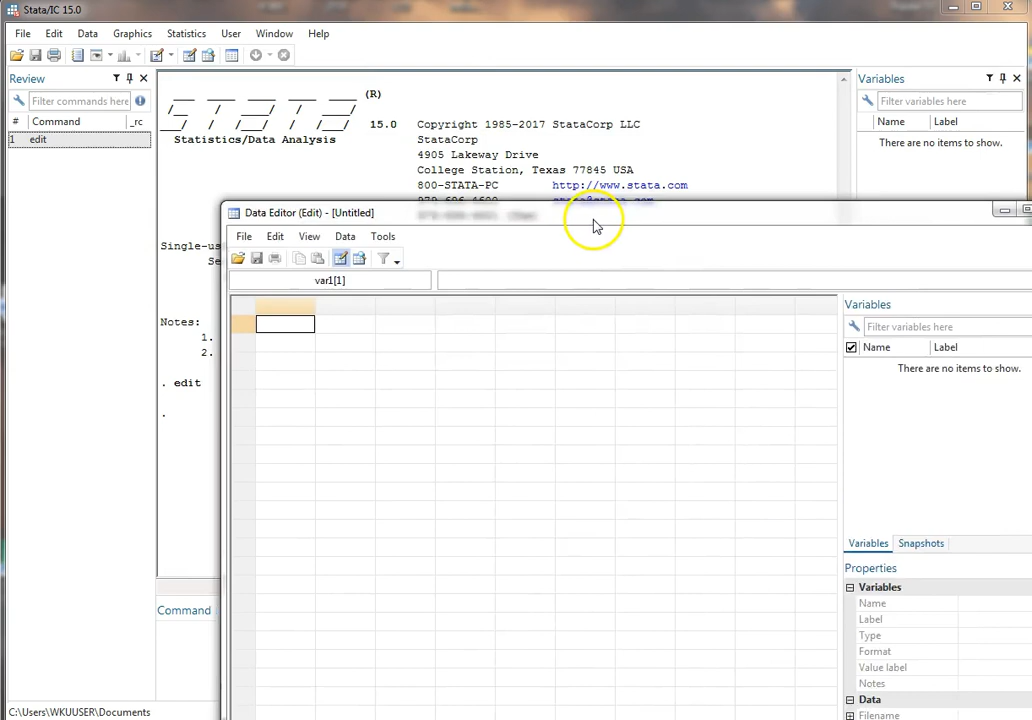 Stata/IC 15.0
File Edit Data Graphics Statistics User Window Help
Review
Filter commands here
# Command _rc
1 edit
(R)
15.0 Copyright 1985-2017 StataCorp LLC
Statistics/Data Analysis StataCorp
4905 Lakeway Drive
College Station, Texas 77845 USA
800-STATA-PC http://www.stata.com
Single-us
Se
Notes:
1.
2.
. edit
.
Variables
Filter variables here
Name Label
There are no items to show.
Data Editor (Edit) - [Untitled]
File Edit View Data Tools
var1[1]
Variables
Filter variables here
Name Label
There are no items to show.
Variables Snapshots
Properties
Variables
Name
Label
Type
Format
Value label
Notes
Data
Filename
Command
C:\Users\WKUUSER\Documents